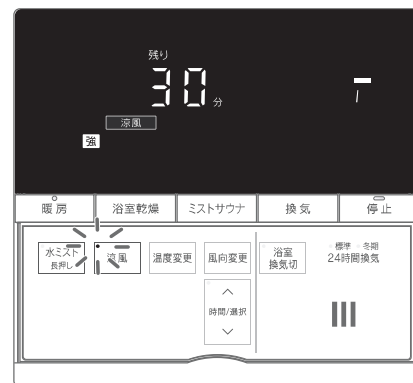 残り
30分
涼風
強
暖房 浴室乾燥 ミストサウナ 換気 停止
水ミスト
長押し
涼風
温度変更
風向変更
浴室
換気切
標準 冬期
24時間換気
時間/選択